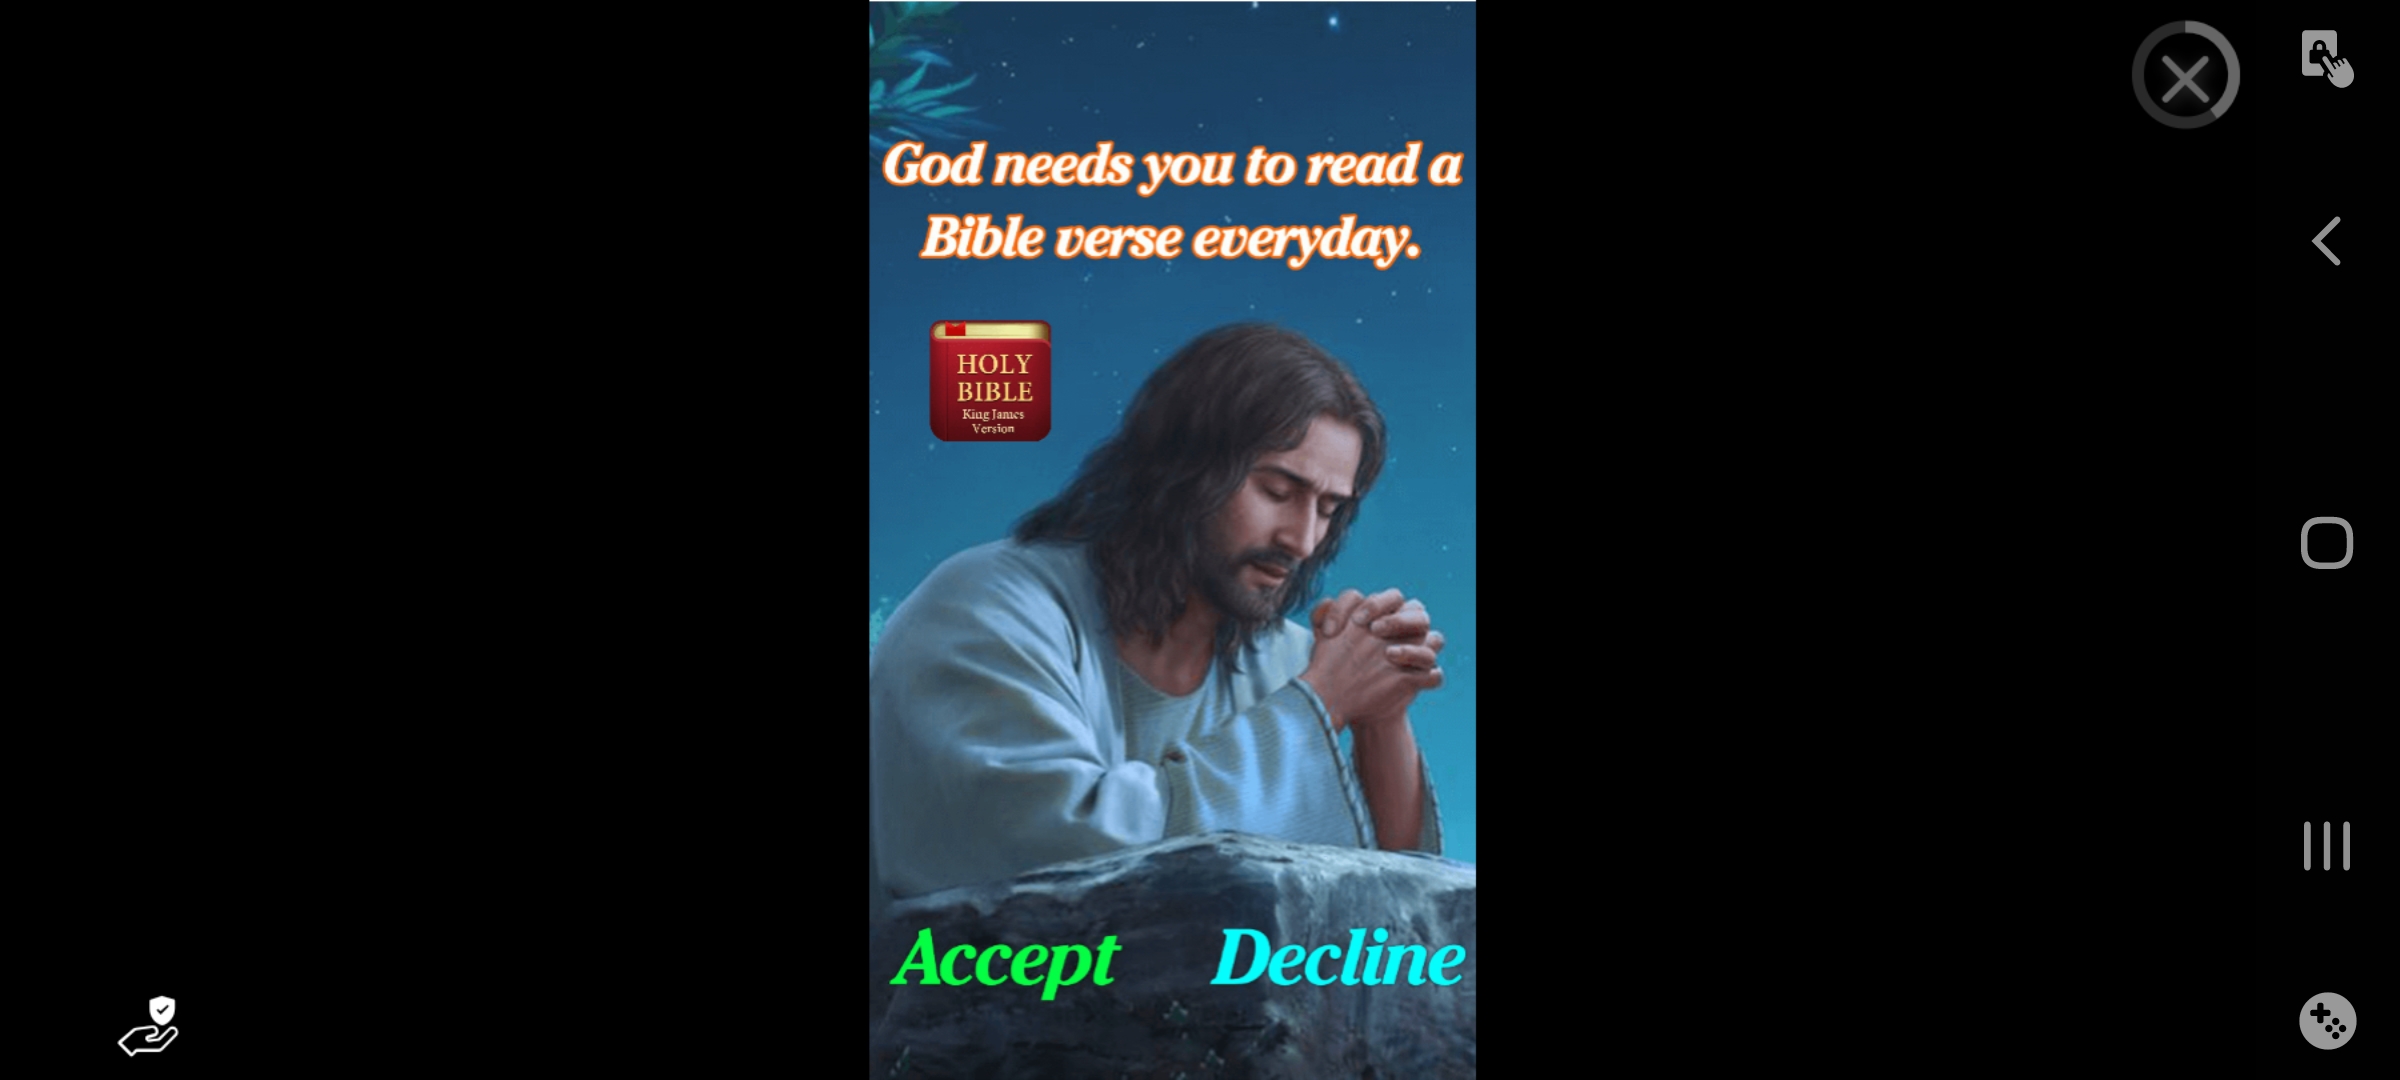 God needs you to read a
Bible verse everyday.
HOLY
BIBLE
King James
Version
Accept
Decline